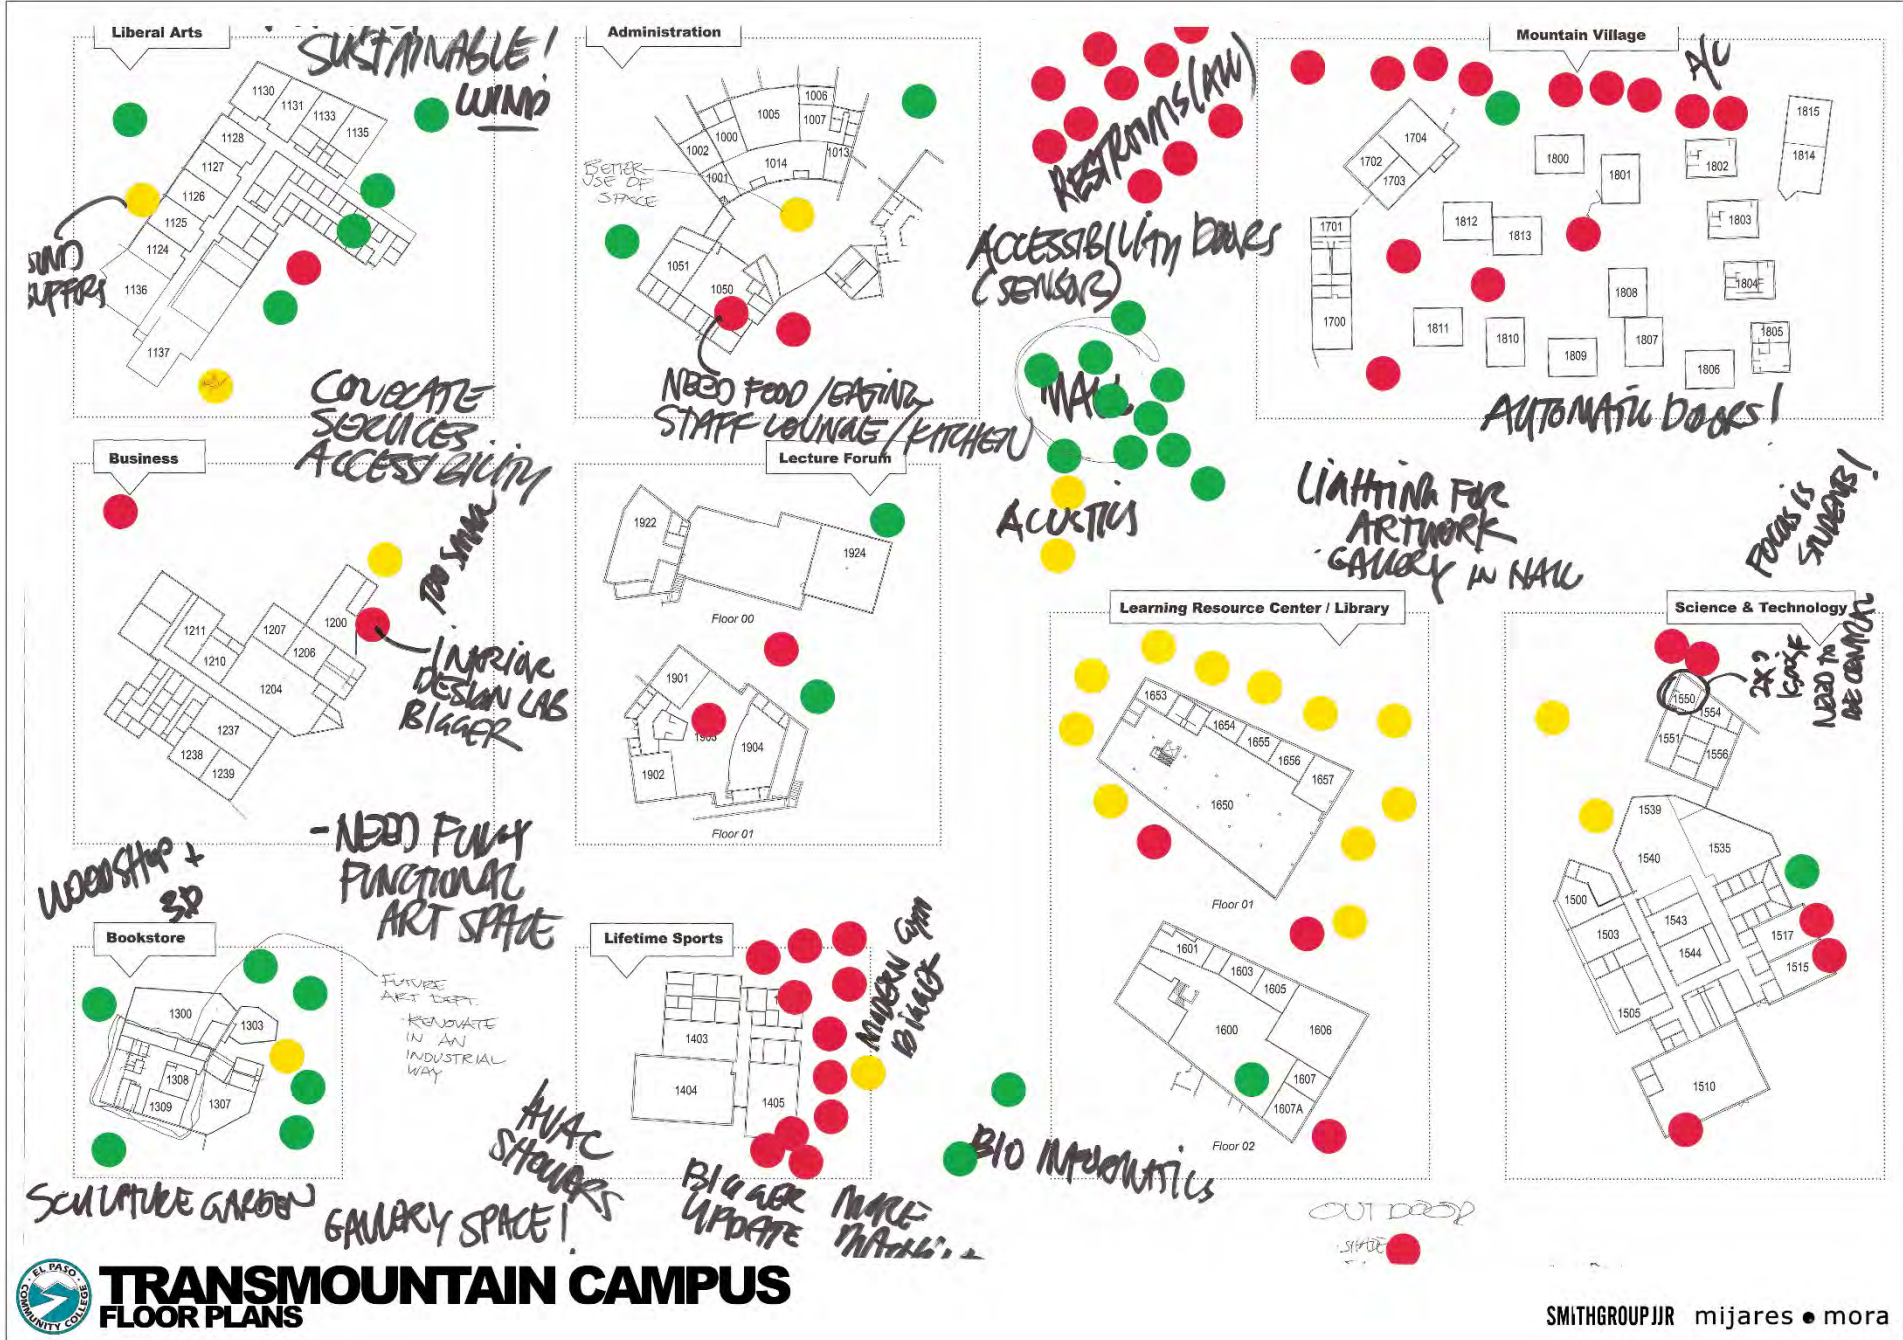 Liberal Arts
SUSTAINABLE!
WIND
1130
1131
1133
1135
1128
1127
1126
1125
1124
1136
1137
COLLOCATE
SERVICES
ACCESSIBILITY
Administration
1006
1005
1007
1000
1002
1014
1013
1001
BETTER
USE OF
SPACE
1051
1050
NEED FOOD/EATING
STAFF LOUNGE/KITCHEN
RESTROOMS (ALL)
ACCESSIBILITY DOORS
(SENSOR)
MALL
ACUSTICS
Mountain Village
A/C
1704
1702
1703
1701
1700
1800
1801
1802
1815
1814
1812
1813
1803
1804
1808
1811
1810
1809
1807
1806
1805
AUTOMATIC DOORS!
LIGHTING FOR
ARTWORK
GALLERY IN HALL
FOCUS IS
STUDENTS!
Business
TOO SMALL
1211
1210
1207
1206
1200
1204
1237
1238
1239
INTERIOR
DESIGN LAB
BIGGER
- NEED FULLY
FUNCTIONAL
ART SPACE
WOODSHOP +
3D
Lecture Forum
1922
1924
Floor 00
1901
1903
1904
1902
Floor 01
Learning Resource Center / Library
1653
1654
1655
1656
1657
1650
Floor 01
1601
1603
1605
1606
1600
1607
1607A
Floor 02
Science & Technology
NEED TO
BE CENTRAL
1550
1554
1551
1556
1539
1540
1535
1500
1503
1543
1544
1517
1515
1505
1510
Bookstore
1300
1303
1308
1309
1307
FUTURE
ART DEPT.
- RENOVATE
IN AN
INDUSTRIAL
WAY
SCULPTURE GARDEN
GALLERY SPACE!
Lifetime Sports
1403
1404
1405
MODERN GYM
BIGGER
HVAC
SHOWERS
BIGGER
UPDATE
MORE
BIO INFORMATICS
OUTDOOR
SHADE
EL PASO
COMMUNITY COLLEGE
TRANSMOUNTAIN CAMPUS
FLOOR PLANS
SMITHGROUPJJR mijares • mora